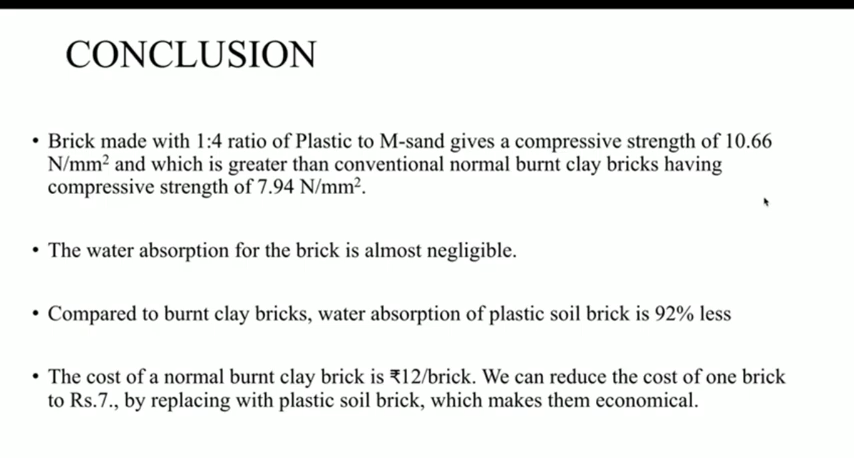 CONCLUSION
• Brick made with 1:4 ratio of Plastic to M-sand gives a compressive strength of 10.66
N/mm² and which is greater than conventional normal burnt clay bricks having
compressive strength of 7.94 N/mm².
• The water absorption for the brick is almost negligible.
• Compared to burnt clay bricks, water absorption of plastic soil brick is 92% less
• The cost of a normal burnt clay brick is ₹12/brick. We can reduce the cost of one brick
to Rs.7., by replacing with plastic soil brick, which makes them economical.